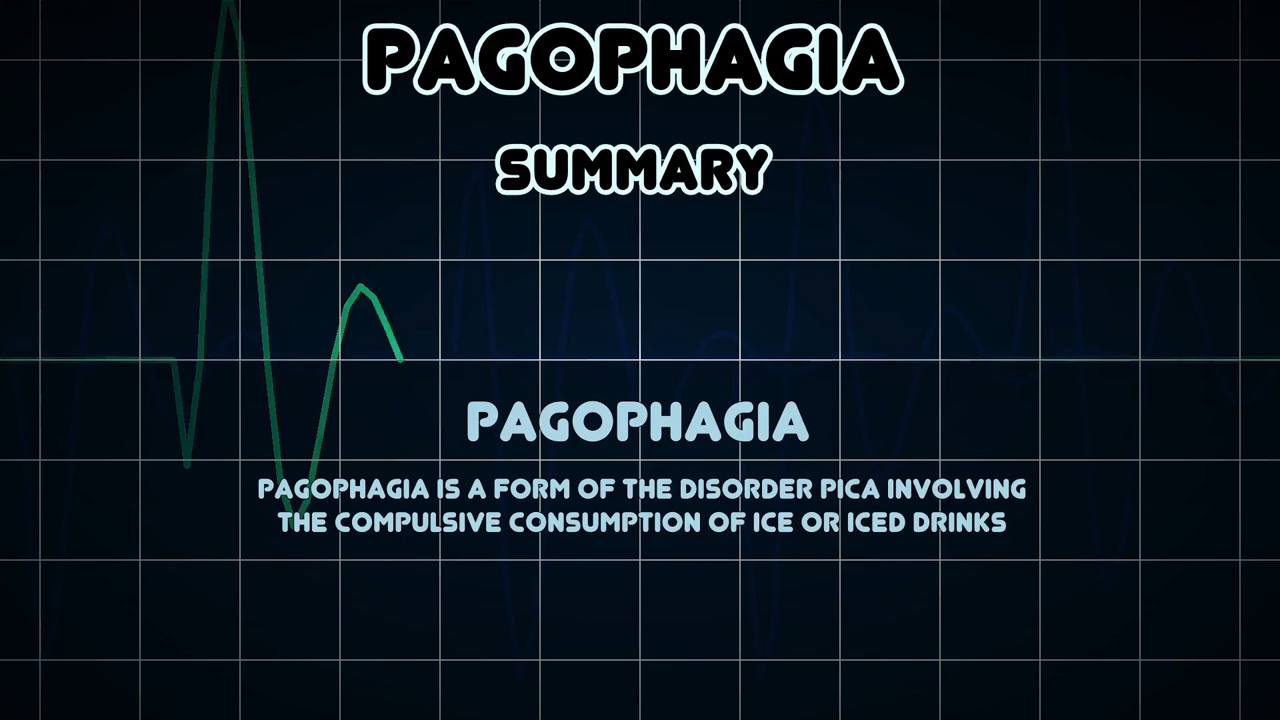 PAGOPHAGIA
SUMMARY
PAGOPHAGIA
PAGOPHAGIA IS A FORM OF THE DISORDER PICA INVOLVING
THE COMPULSIVE CONSUMPTION OF ICE OR ICED DRINKS